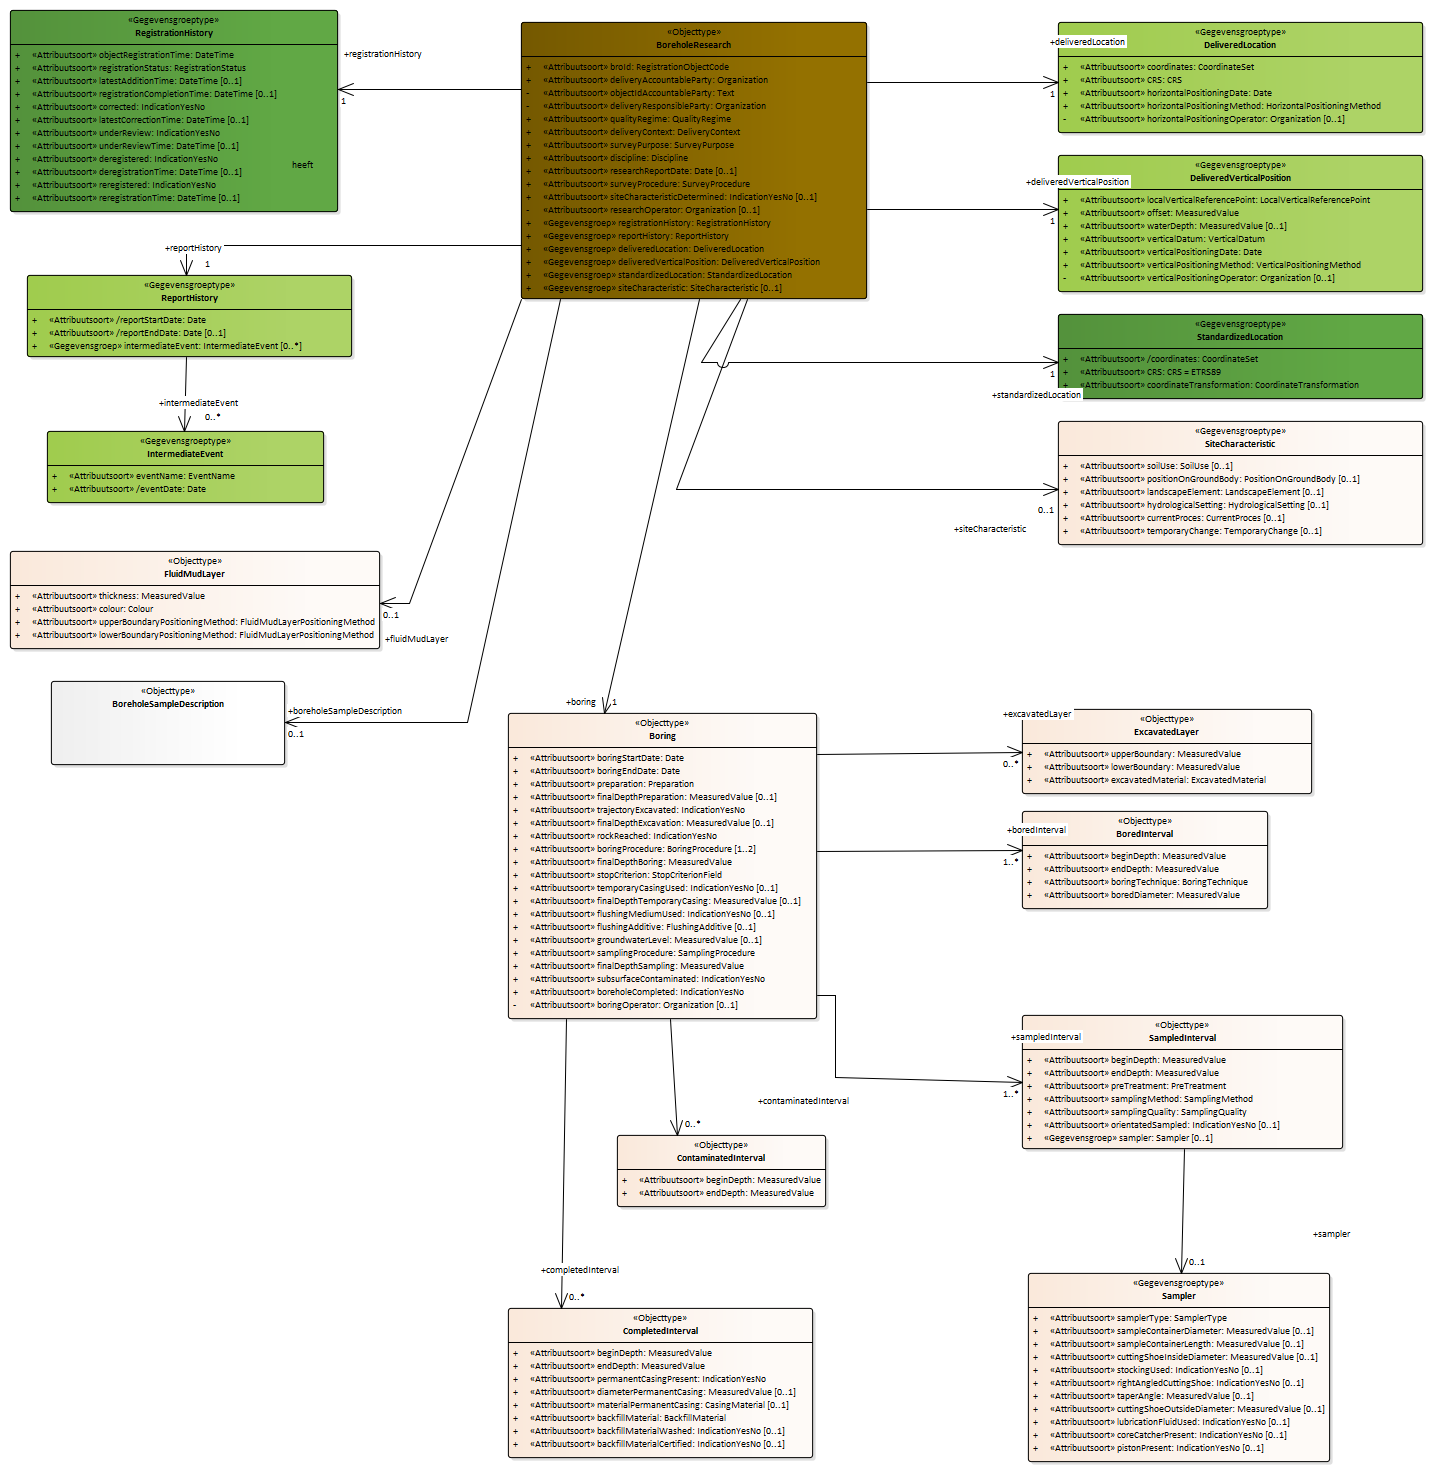 «Gegevensgroeptype»
RegistrationHistory
+ «Attribuutsoort» objectRegistrationTime: DateTime
+ «Attribuutsoort» registrationStatus: RegistrationStatus
+ «Attribuutsoort» latestAdditionTime: DateTime [0..1]
+ «Attribuutsoort» registrationCompletionTime: DateTime [0..1]
+ «Attribuutsoort» corrected: IndicationYesNo
+ «Attribuutsoort» latestCorrectionTime: DateTime [0..1]
+ «Attribuutsoort» underReview: IndicationYesNo
+ «Attribuutsoort» underReviewTime: DateTime [0..1]
+ «Attribuutsoort» deregistered: IndicationYesNo
+ «Attribuutsoort» deregistrationTime: DateTime [0..1]
+ «Attribuutsoort» reregistered: IndicationYesNo
+ «Attribuutsoort» reregistrationTime: DateTime [0..1]
heeft
+registrationHistory
1
«Objecttype»
BoreholeResearch
+ «Attribuutsoort» broId: RegistrationObjectCode
+ «Attribuutsoort» deliveryAccountableParty: Organization
- «Attribuutsoort» objectIdAccountableParty: Text
- «Attribuutsoort» deliveryResponsibleParty: Organization
+ «Attribuutsoort» qualityRegime: QualityRegime
+ «Attribuutsoort» deliveryContext: DeliveryContext
+ «Attribuutsoort» surveyPurpose: SurveyPurpose
+ «Attribuutsoort» discipline: Discipline
+ «Attribuutsoort» researchReportDate: Date [0..1]
+ «Attribuutsoort» surveyProcedure: SurveyProcedure
+ «Attribuutsoort» siteCharacteristicDetermined: IndicationYesNo [0..1]
- «Attribuutsoort» researchOperator: Organization [0..1]
+ «Gegevensgroep» registrationHistory: RegistrationHistory
+ «Gegevensgroep» reportHistory: ReportHistory
+ «Gegevensgroep» deliveredLocation: DeliveredLocation
+ «Gegevensgroep» deliveredVerticalPosition: DeliveredVerticalPosition
+ «Gegevensgroep» standardizedLocation: StandardizedLocation
+ «Gegevensgroep» siteCharacteristic: SiteCharacteristic [0..1]
+deliveredLocation
1
«Gegevensgroeptype»
DeliveredLocation
+ «Attribuutsoort» coordinates: CoordinateSet
+ «Attribuutsoort» CRS: CRS
+ «Attribuutsoort» horizontalPositioningDate: Date
+ «Attribuutsoort» horizontalPositioningMethod: HorizontalPositioningMethod
- «Attribuutsoort» horizontalPositioningOperator: Organization [0..1]
+deliveredVerticalPosition
1
«Gegevensgroeptype»
DeliveredVerticalPosition
+ «Attribuutsoort» localVerticalReferencePoint: LocalVerticalReferencePoint
+ «Attribuutsoort» offset: MeasuredValue
+ «Attribuutsoort» waterDepth: MeasuredValue [0..1]
+ «Attribuutsoort» verticalDatum: VerticalDatum
+ «Attribuutsoort» verticalPositioningDate: Date
+ «Attribuutsoort» verticalPositioningMethod: VerticalPositioningMethod
- «Attribuutsoort» verticalPositioningOperator: Organization [0..1]
+reportHistory
1
«Gegevensgroeptype»
ReportHistory
+ «Attribuutsoort» /reportStartDate: Date
+ «Attribuutsoort» /reportEndDate: Date [0..1]
+ «Gegevensgroep» intermediateEvent: IntermediateEvent [0..*]
+intermediateEvent
0..*
«Gegevensgroeptype»
IntermediateEvent
+ «Attribuutsoort» eventName: EventName
+ «Attribuutsoort» /eventDate: Date
«Gegevensgroeptype»
StandardizedLocation
+ «Attribuutsoort» /coordinates: CoordinateSet
+ «Attribuutsoort» CRS: CRS = ETRS89
+ «Attribuutsoort» coordinateTransformation: CoordinateTransformation
1
+standardizedLocation
«Gegevensgroeptype»
SiteCharacteristic
+ «Attribuutsoort» soilUse: SoilUse [0..1]
+ «Attribuutsoort» positionOnGroundBody: PositionOnGroundBody [0..1]
+ «Attribuutsoort» landscapeElement: LandscapeElement [0..1]
+ «Attribuutsoort» hydrologicalSetting: HydrologicalSetting [0..1]
+ «Attribuutsoort» currentProces: CurrentProces [0..1]
+ «Attribuutsoort» temporaryChange: TemporaryChange [0..1]
0..1
+siteCharacteristic
«Objecttype»
FluidMudLayer
+ «Attribuutsoort» thickness: MeasuredValue
+ «Attribuutsoort» colour: Colour
+ «Attribuutsoort» upperBoundaryPositioningMethod: FluidMudLayerPositioningMethod
+ «Attribuutsoort» lowerBoundaryPositioningMethod: FluidMudLayerPositioningMethod
0..1
+fluidMudLayer
«Objecttype»
BoreholeSampleDescription
+boreholeSampleDescription
0..1
+boring
1
«Objecttype»
Boring
+ «Attribuutsoort» boringStartDate: Date
+ «Attribuutsoort» boringEndDate: Date
+ «Attribuutsoort» preparation: Preparation
+ «Attribuutsoort» finalDepthPreparation: MeasuredValue [0..1]
+ «Attribuutsoort» trajectoryExcavated: IndicationYesNo
+ «Attribuutsoort» finalDepthExcavation: MeasuredValue [0..1]
+ «Attribuutsoort» rockReached: IndicationYesNo
+ «Attribuutsoort» boringProcedure: BoringProcedure [1..2]
+ «Attribuutsoort» finalDepthBoring: MeasuredValue
+ «Attribuutsoort» stopCriterion: StopCriterionField
+ «Attribuutsoort» temporaryCasingUsed: IndicationYesNo [0..1]
+ «Attribuutsoort» finalDepthTemporaryCasing: MeasuredValue [0..1]
+ «Attribuutsoort» flushingMediumUsed: IndicationYesNo [0..1]
+ «Attribuutsoort» flushingAdditive: FlushingAdditive [0..1]
+ «Attribuutsoort» groundwaterLevel: MeasuredValue [0..1]
+ «Attribuutsoort» samplingProcedure: SamplingProcedure
+ «Attribuutsoort» finalDepthSampling: MeasuredValue
+ «Attribuutsoort» subsurfaceContaminated: IndicationYesNo
+ «Attribuutsoort» boreholeCompleted: IndicationYesNo
- «Attribuutsoort» boringOperator: Organization [0..1]
+excavatedLayer
0..*
«Objecttype»
ExcavatedLayer
+ «Attribuutsoort» upperBoundary: MeasuredValue
+ «Attribuutsoort» lowerBoundary: MeasuredValue
+ «Attribuutsoort» excavatedMaterial: ExcavatedMaterial
+boredInterval
1..*
«Objecttype»
BoredInterval
+ «Attribuutsoort» beginDepth: MeasuredValue
+ «Attribuutsoort» endDepth: MeasuredValue
+ «Attribuutsoort» boringTechnique: BoringTechnique
+ «Attribuutsoort» boredDiameter: MeasuredValue
+sampledInterval
1..*
«Objecttype»
SampledInterval
+ «Attribuutsoort» beginDepth: MeasuredValue
+ «Attribuutsoort» endDepth: MeasuredValue
+ «Attribuutsoort» preTreatment: PreTreatment
+ «Attribuutsoort» samplingMethod: SamplingMethod
+ «Attribuutsoort» samplingQuality: SamplingQuality
+ «Attribuutsoort» orientatedSampled: IndicationYesNo [0..1]
+ «Gegevensgroep» sampler: Sampler [0..1]
+contaminatedInterval
0..*
«Objecttype»
ContaminatedInterval
+ «Attribuutsoort» beginDepth: MeasuredValue
+ «Attribuutsoort» endDepth: MeasuredValue
+sampler
0..1
«Gegevensgroeptype»
Sampler
+ «Attribuutsoort» samplerType: SamplerType
+ «Attribuutsoort» sampleContainerDiameter: MeasuredValue [0..1]
+ «Attribuutsoort» sampleContainerLength: MeasuredValue [0..1]
+ «Attribuutsoort» cuttingShoeInsideDiameter: MeasuredValue [0..1]
+ «Attribuutsoort» stockingUsed: IndicationYesNo [0..1]
+ «Attribuutsoort» rightAngledCuttingShoe: IndicationYesNo [0..1]
+ «Attribuutsoort» taperAngle: MeasuredValue [0..1]
+ «Attribuutsoort» cuttingShoeOutsideDiameter: MeasuredValue [0..1]
+ «Attribuutsoort» lubricationFluidUsed: IndicationYesNo [0..1]
+ «Attribuutsoort» coreCatcherPresent: IndicationYesNo [0..1]
+ «Attribuutsoort» pistonPresent: IndicationYesNo [0..1]
+completedInterval
0..*
«Objecttype»
CompletedInterval
+ «Attribuutsoort» beginDepth: MeasuredValue
+ «Attribuutsoort» endDepth: MeasuredValue
+ «Attribuutsoort» permanentCasingPresent: IndicationYesNo
+ «Attribuutsoort» diameterPermanentCasing: MeasuredValue [0..1]
+ «Attribuutsoort» materialPermanentCasing: CasingMaterial [0..1]
+ «Attribuutsoort» backfillMaterial: BackfillMaterial
+ «Attribuutsoort» backfillMaterialWashed: IndicationYesNo [0..1]
+ «Attribuutsoort» backfillMaterialCertified: IndicationYesNo [0..1]